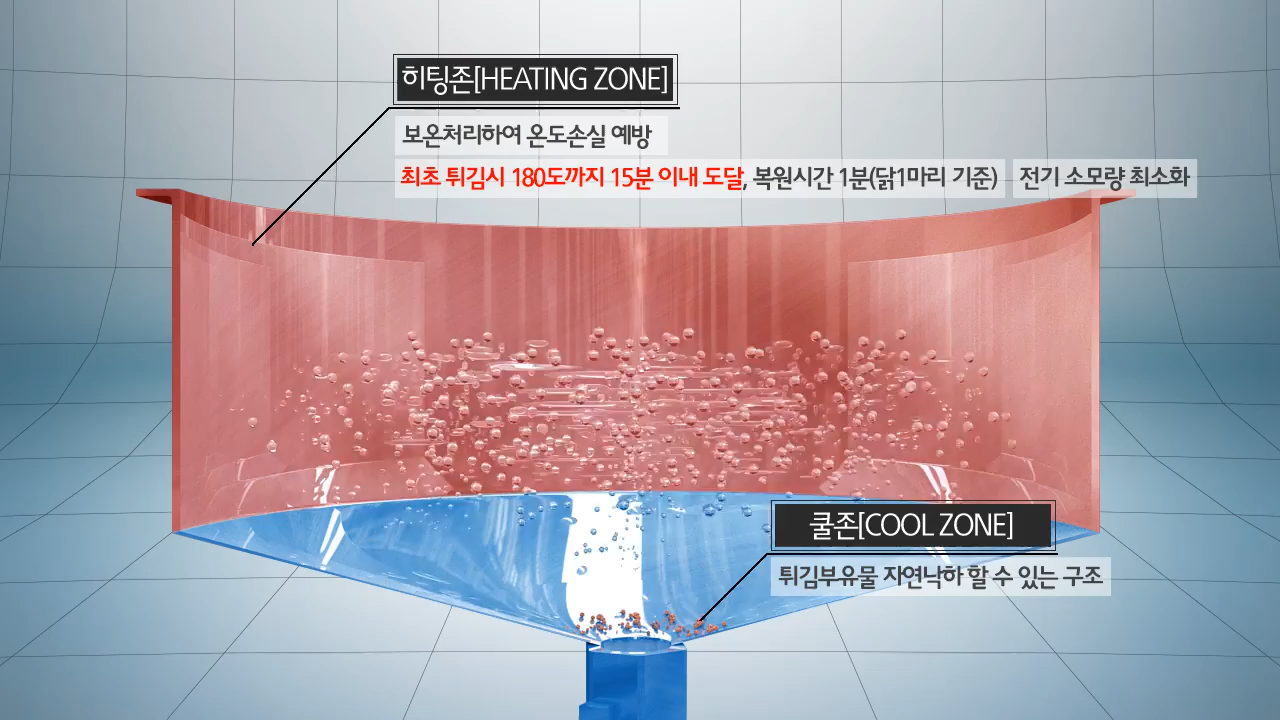 히팅존[HEATING ZONE]
보온처리하여 온도손실 예방
최초 튀김시 180도까지 15분 이내 도달, 복원시간 1분(닭1마리 기준) 전기 소모량 최소화
쿨존[COOL ZONE]
튀김부유물 자연낙하 할 수 있는 구조